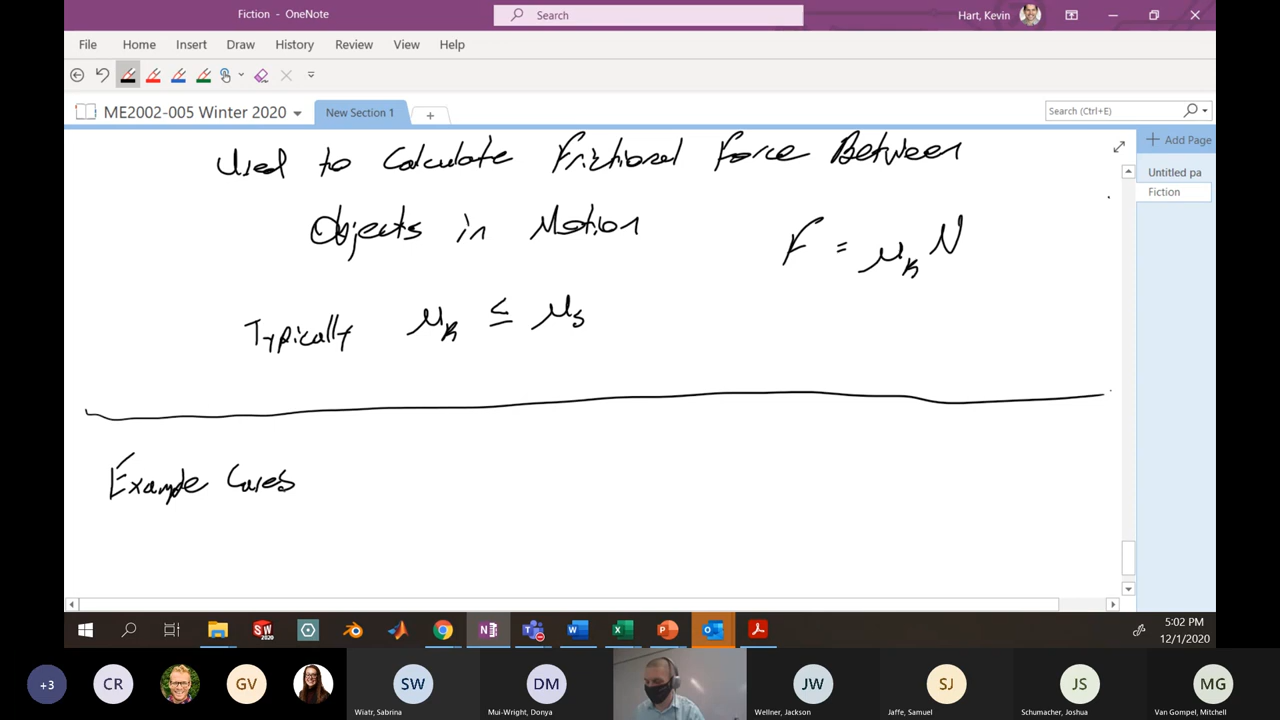 Fiction - OneNote
Search
Hart, Kevin
File Home Insert Draw History Review View Help
ME2002-005 Winter 2020
New Section 1
+
Search (Ctrl+E)
+ Add Page
Untitled pa
Fiction
Used to Calculate Frictional Force Between
Objects in Motion
F = μk N
Typically μk ≤ μs
Example Cases
5:02 PM
12/1/2020
+3
CR
GV
SW
Wiatr, Sabrina
DM
Mui-Wright, Donya
JW
Wellner, Jackson
SJ
Jaffe, Samuel
JS
Schumacher, Joshua
MG
Van Gompel, Mitchell